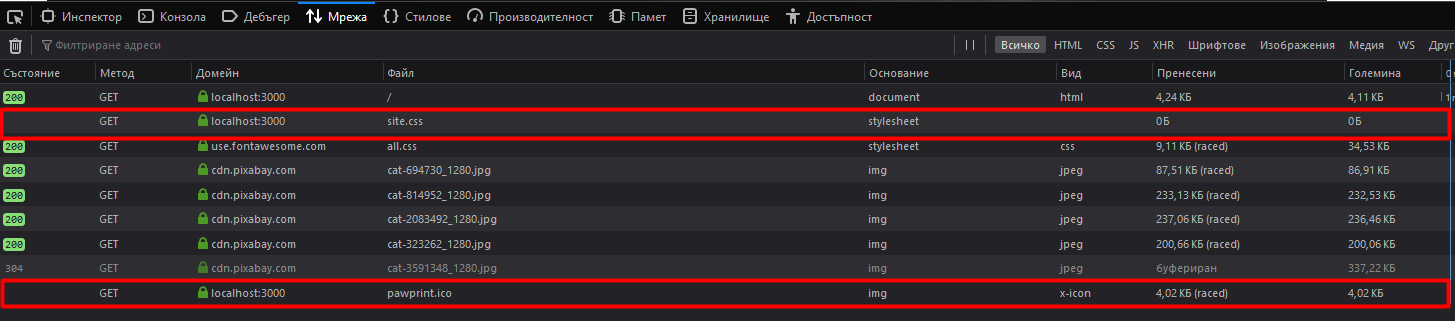 Инспектор Конзола Дебъгер Мрежа Стилове Производителност Памет Хранилище Достъпност
Филтриране адреси Всичко HTML CSS JS XHR Шрифтове Изображения Медия WS Друг
Състояние Метод Домейн Файл Основание Вид Пренесени Големина
200 GET localhost:3000 / document html 4,24 КБ 4,11 КБ
GET localhost:3000 site.css stylesheet 0Б 0Б
200 GET use.fontawesome.com all.css stylesheet css 9,11 КБ (raced) 34,53 КБ
200 GET cdn.pixabay.com cat-694730_1280.jpg img jpeg 87,51 КБ (raced) 86,91 КБ
200 GET cdn.pixabay.com cat-814952_1280.jpg img jpeg 233,13 КБ (raced) 232,53 КБ
200 GET cdn.pixabay.com cat-2083492_1280.jpg img jpeg 237,06 КБ (raced) 236,46 КБ
200 GET cdn.pixabay.com cat-323262_1280.jpg img jpeg 200,66 КБ (raced) 200,06 КБ
304 GET cdn.pixabay.com cat-3591348_1280.jpg img jpeg буфериран 337,22 КБ
GET localhost:3000 pawprint.ico img x-icon 4,02 КБ (raced) 4,02 КБ